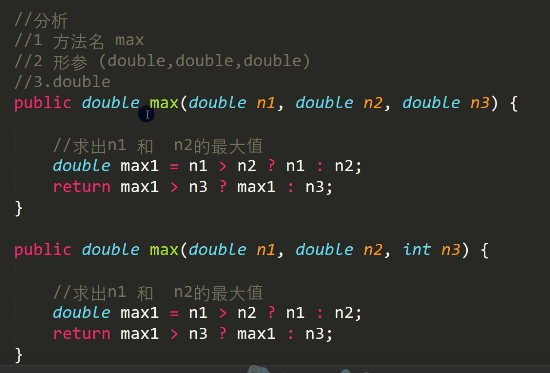 //分析
//1 方法名 max
//2 形参 (double,double,double)
//3.double
public double max(double n1, double n2, double n3) {
//求出n1 和  n2的最大值
double max1 = n1 > n2 ? n1 : n2;
return max1 > n3 ? max1 : n3;
}
public double max(double n1, double n2, int n3) {
//求出n1 和  n2的最大值
double max1 = n1 > n2 ? n1 : n2;
return max1 > n3 ? max1 : n3;
}